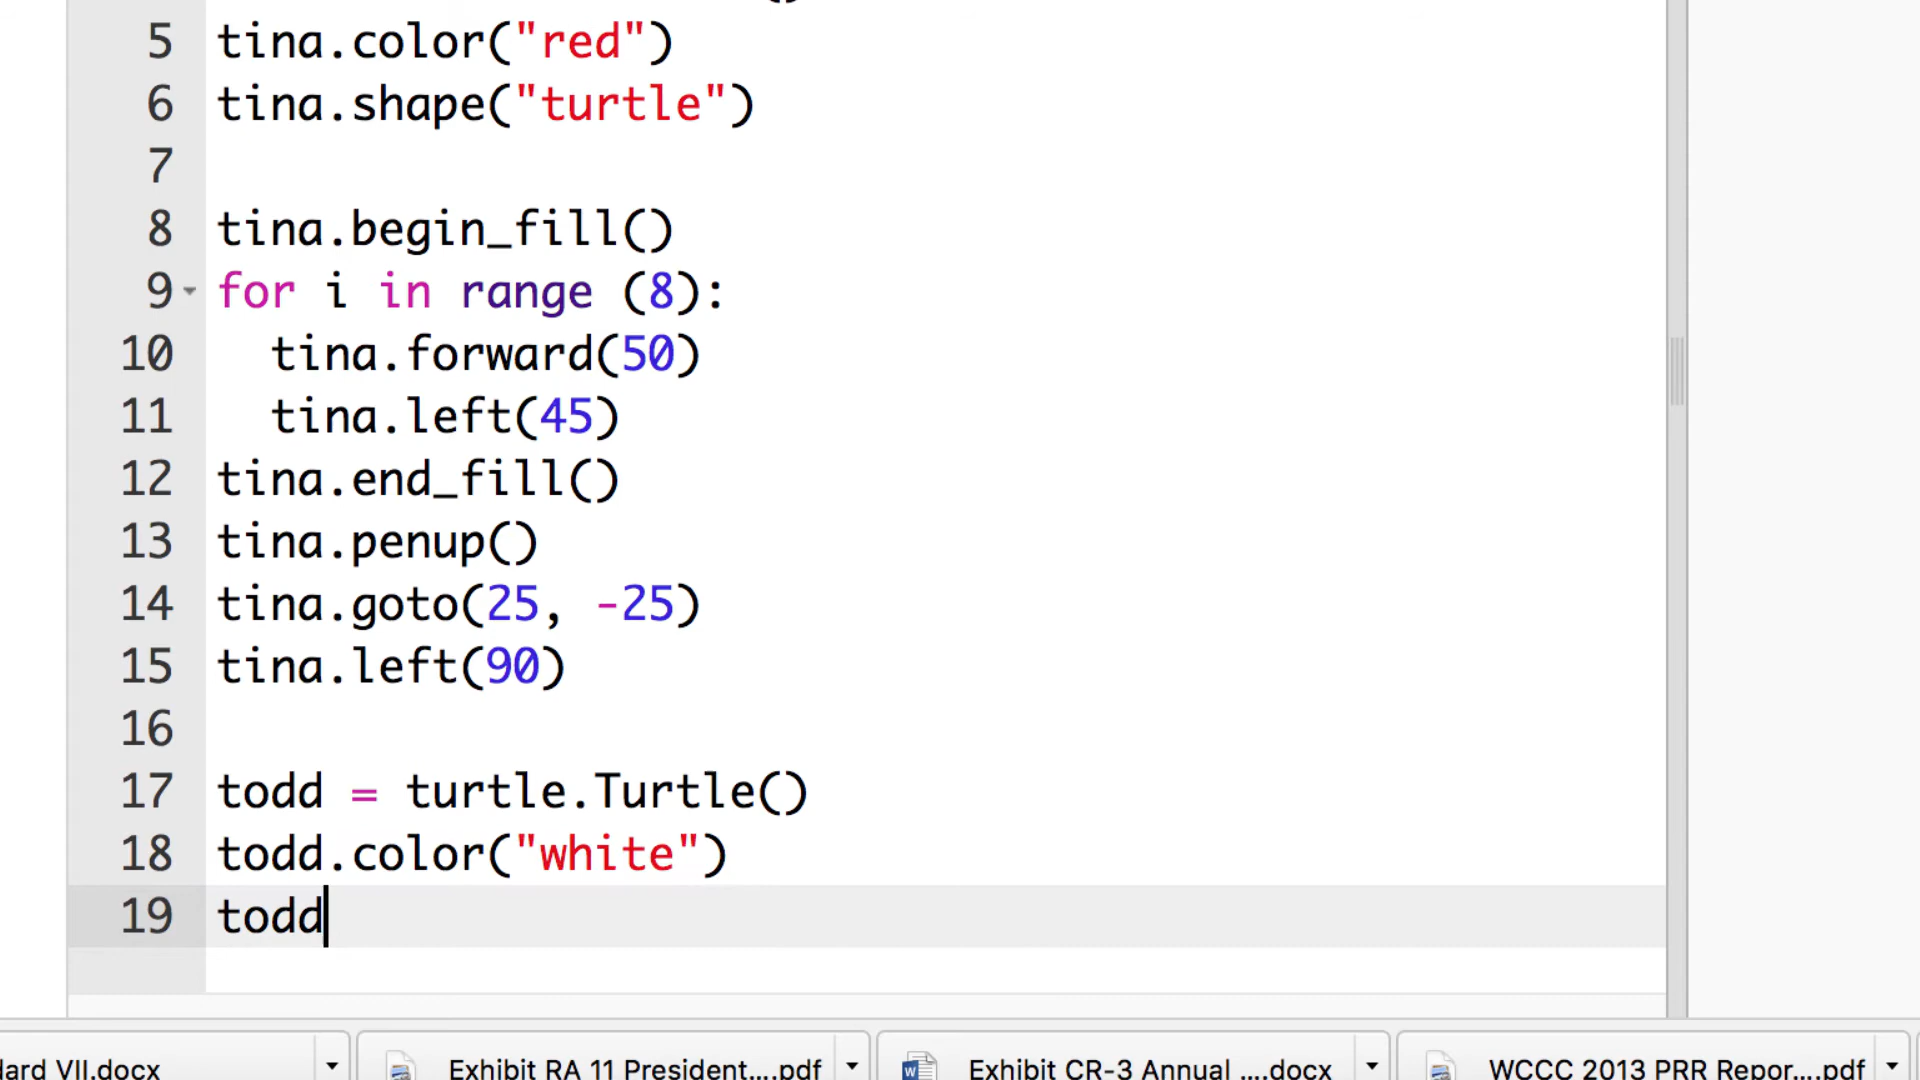 5 tina.color("red")
6 tina.shape("turtle")
7
8 tina.begin_fill()
9 for i in range (8):
10 tina.forward(50)
11 tina.left(45)
12 tina.end_fill()
13 tina.penup()
14 tina.goto(25, -25)
15 tina.left(90)
16
17 todd = turtle.Turtle()
18 todd.color("white")
19 todd
dard VII.docx Exhibit RA 11 President....pdf Exhibit CR-3 Annual ....docx WCCC 2013 PRR Repor....pdf